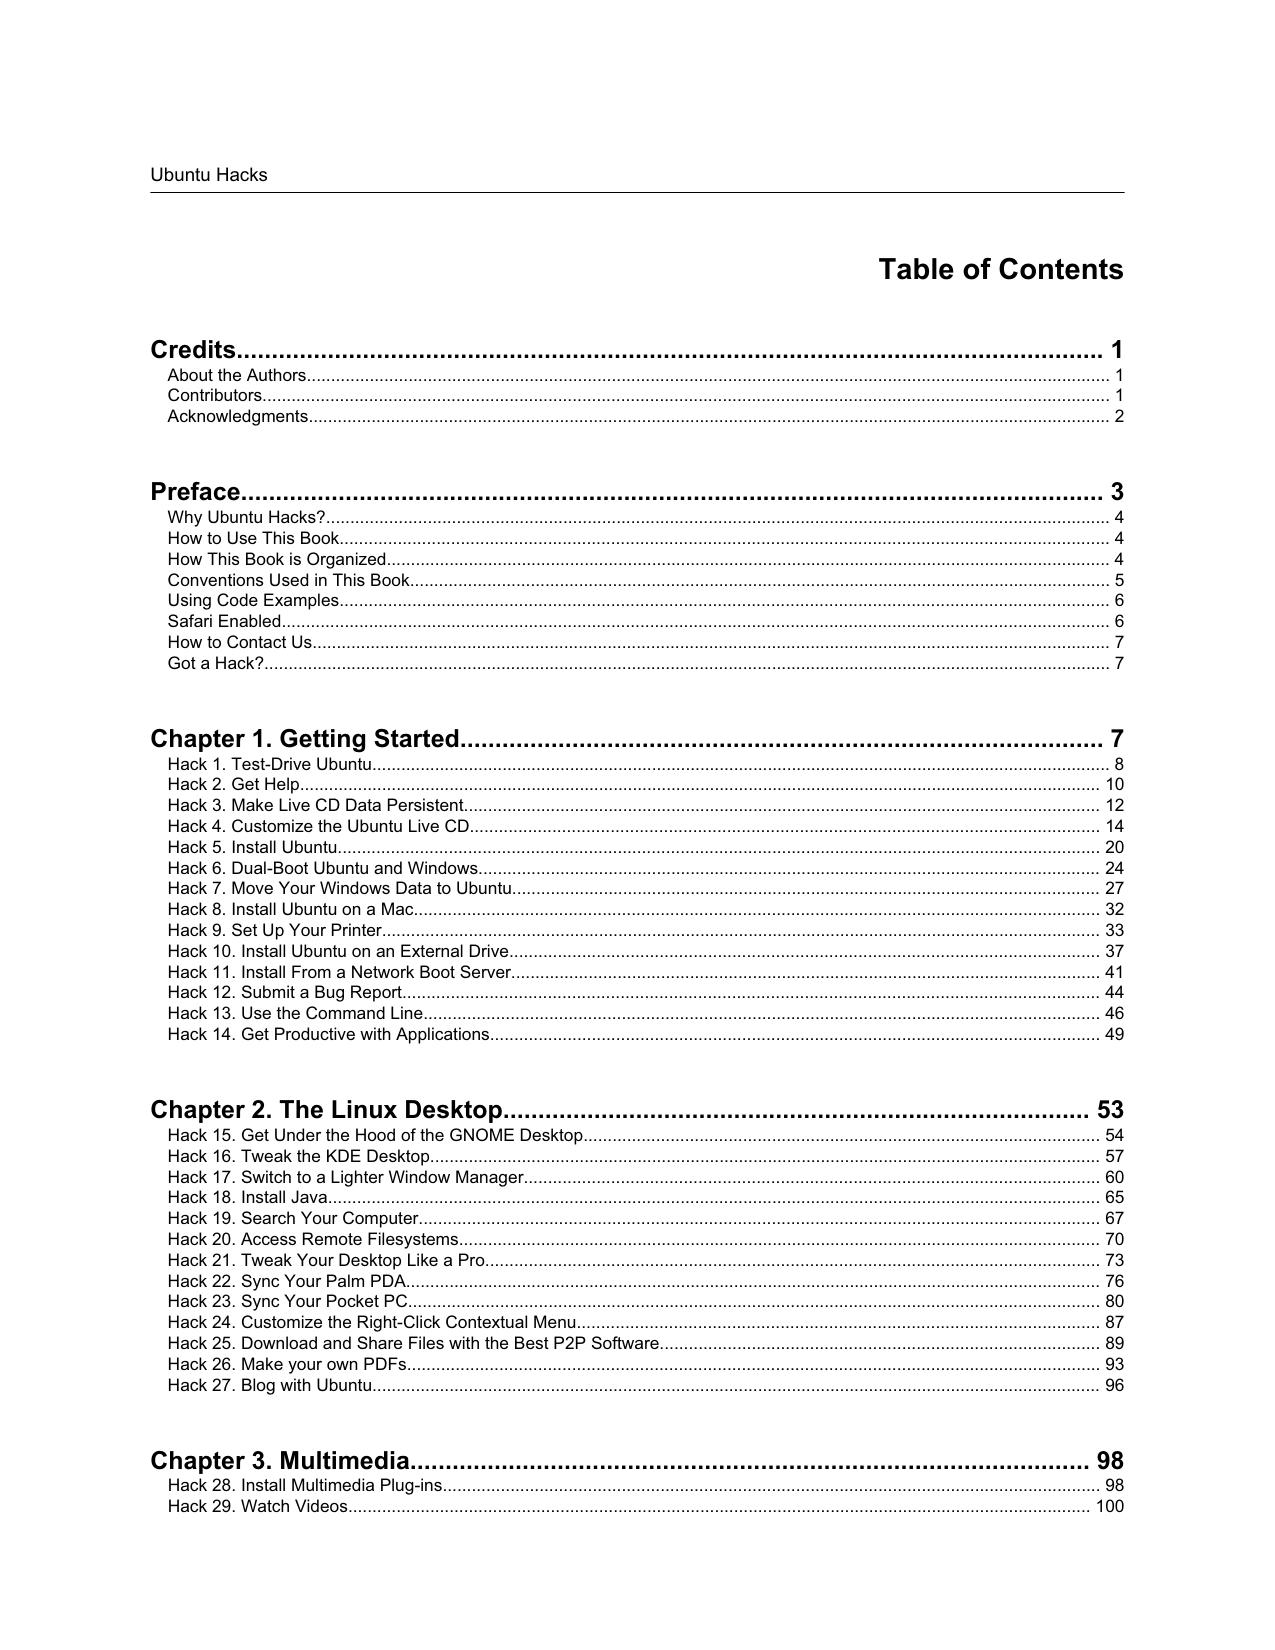 Ubuntu Hacks
Table of Contents
Credits............................................................................................................................ 1
About the Authors...................................................................................................................................................................... 1
Contributors............................................................................................................................................................................... 1
Acknowledgments..................................................................................................................................................................... 2
Preface........................................................................................................................... 3
Why Ubuntu Hacks?.................................................................................................................................................................. 4
How to Use This Book............................................................................................................................................................... 4
How This Book is Organized..................................................................................................................................................... 4
Conventions Used in This Book................................................................................................................................................ 5
Using Code Examples............................................................................................................................................................... 6
Safari Enabled........................................................................................................................................................................... 6
How to Contact Us..................................................................................................................................................................... 7
Got a Hack?............................................................................................................................................................................... 7
Chapter 1. Getting Started............................................................................................ 7
Hack 1. Test-Drive Ubuntu........................................................................................................................................................ 8
Hack 2. Get Help..................................................................................................................................................................... 10
Hack 3. Make Live CD Data Persistent................................................................................................................................... 12
Hack 4. Customize the Ubuntu Live CD.................................................................................................................................. 14
Hack 5. Install Ubuntu............................................................................................................................................................. 20
Hack 6. Dual-Boot Ubuntu and Windows................................................................................................................................ 24
Hack 7. Move Your Windows Data to Ubuntu......................................................................................................................... 27
Hack 8. Install Ubuntu on a Mac.............................................................................................................................................. 32
Hack 9. Set Up Your Printer.................................................................................................................................................... 33
Hack 10. Install Ubuntu on an External Drive.......................................................................................................................... 37
Hack 11. Install From a Network Boot Server......................................................................................................................... 41
Hack 12. Submit a Bug Report................................................................................................................................................ 44
Hack 13. Use the Command Line............................................................................................................................................ 46
Hack 14. Get Productive with Applications.............................................................................................................................. 49
Chapter 2. The Linux Desktop.................................................................................... 53
Hack 15. Get Under the Hood of the GNOME Desktop........................................................................................................... 54
Hack 16. Tweak the KDE Desktop.......................................................................................................................................... 57
Hack 17. Switch to a Lighter Window Manager....................................................................................................................... 60
Hack 18. Install Java............................................................................................................................................................... 65
Hack 19. Search Your Computer............................................................................................................................................. 67
Hack 20. Access Remote Filesystems.................................................................................................................................... 70
Hack 21. Tweak Your Desktop Like a Pro............................................................................................................................... 73
Hack 22. Sync Your Palm PDA............................................................................................................................................... 76
Hack 23. Sync Your Pocket PC............................................................................................................................................... 80
Hack 24. Customize the Right-Click Contextual Menu............................................................................................................ 87
Hack 25. Download and Share Files with the Best P2P Software........................................................................................... 89
Hack 26. Make your own PDFs............................................................................................................................................... 93
Hack 27. Blog with Ubuntu...................................................................................................................................................... 96
Chapter 3. Multimedia................................................................................................. 98
Hack 28. Install Multimedia Plug-ins........................................................................................................................................ 98
Hack 29. Watch Videos......................................................................................................................................................... 100